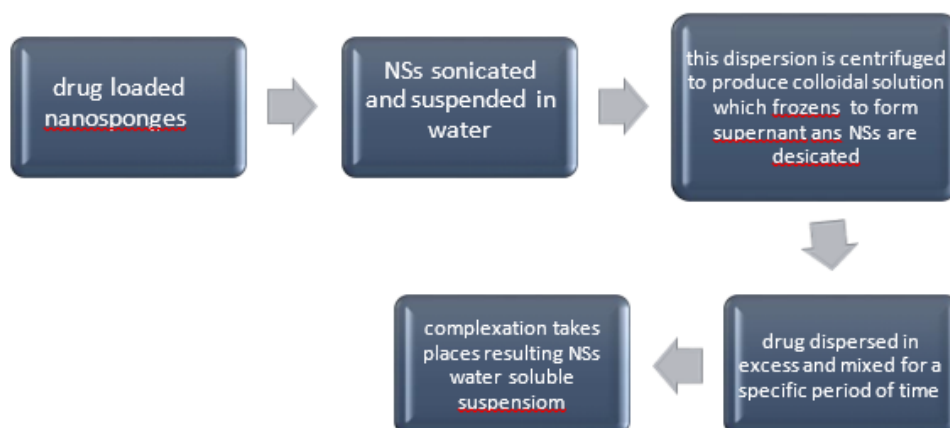 drug loaded
nanosponges
NSs sonicated
and suspended in
water
this dispersion is centrifuged
to produce colloidal solution
which frozens to form
supernant ans NSs are
desicated
drug dispersed in
excess and mixed for a
specific period of time
complexation takes
places resulting NSs
water soluble
suspensiom